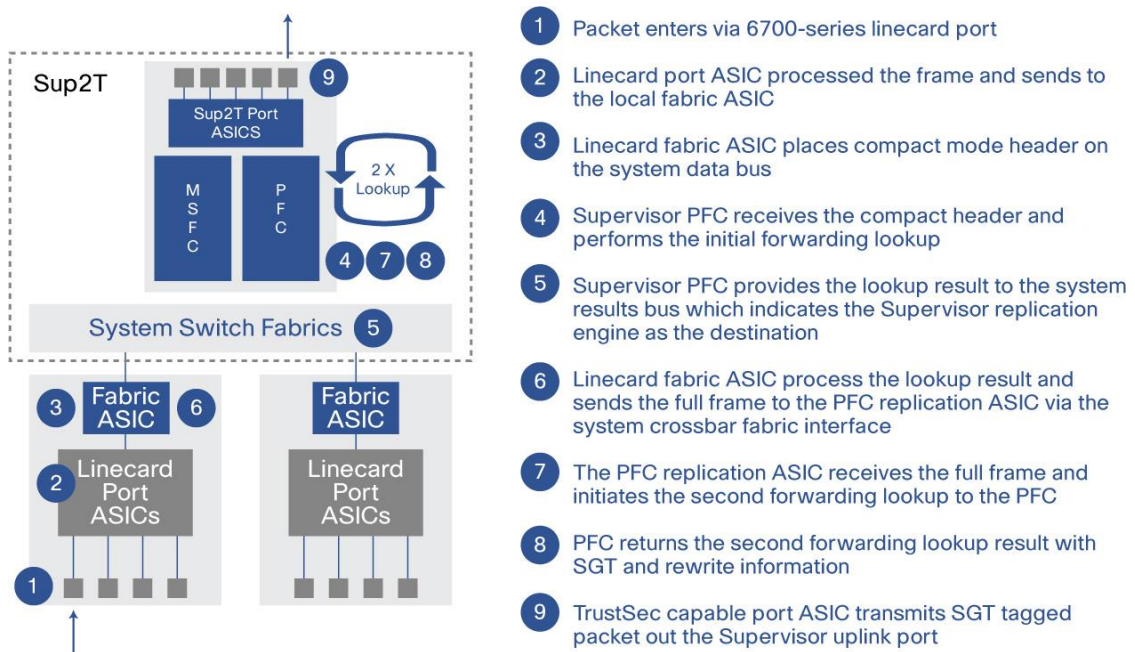 Sup2T
9
Sup2T Port
ASICS
M
S
F
C
P
F
C
2 X
Lookup
4 7 8
System Switch Fabrics 5
3
Fabric
ASIC
6
Fabric
ASIC
2
Linecard
Port
ASICs
Linecard
Port
ASICs
1
1 Packet enters via 6700-series linecard port
2 Linecard port ASIC processed the frame and sends to
the local fabric ASIC
3 Linecard fabric ASIC places compact mode header on
the system data bus
4 Supervisor PFC receives the compact header and
performs the initial forwarding lookup
5 Supervisor PFC provides the lookup result to the system
results bus which indicates the Supervisor replication
engine as the destination
6 Linecard fabric ASIC process the lookup result and
sends the full frame to the PFC replication ASIC via the
system crossbar fabric interface
7 The PFC replication ASIC receives the full frame and
initiates the second forwarding lookup to the PFC
8 PFC returns the second forwarding lookup result with
SGT and rewrite information
9 TrustSec capable port ASIC transmits SGT tagged
packet out the Supervisor uplink port